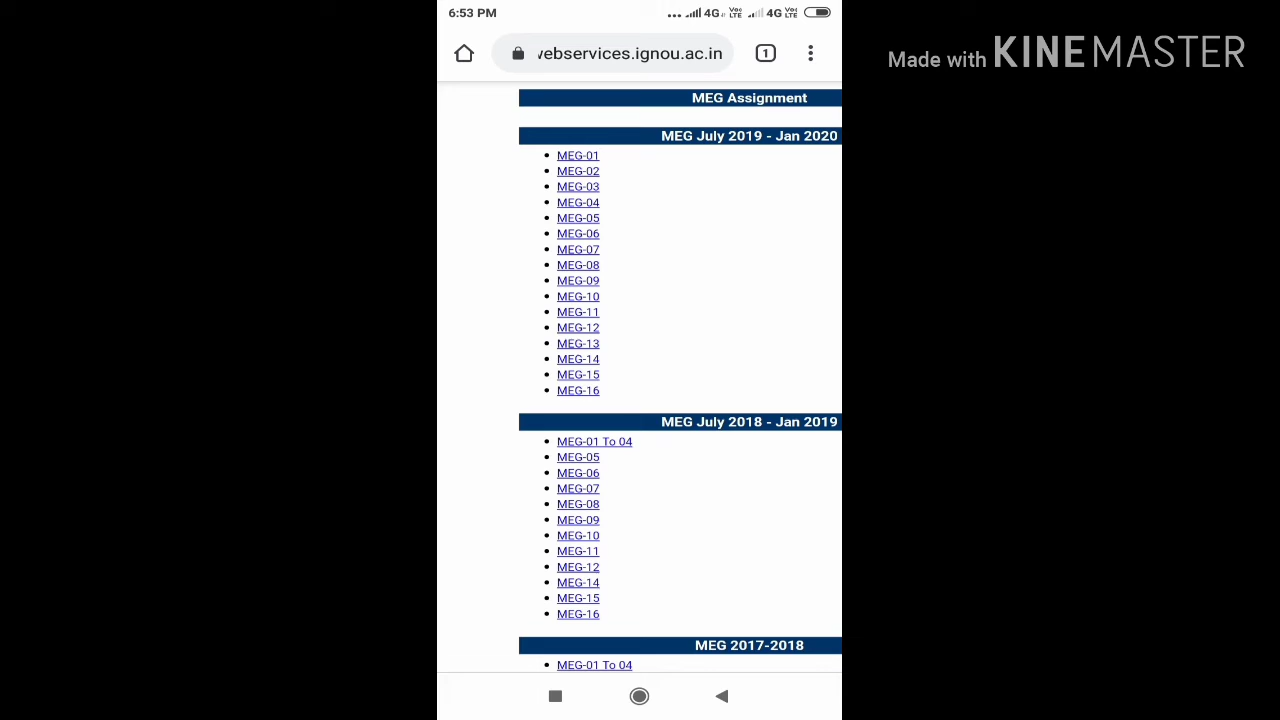 6:53 PM
4G Vo LTE 4G Vo LTE
Made with KINEMASTER
vebservices.ignou.ac.in
1
MEG Assignment
MEG July 2019 - Jan 2020
MEG-01
MEG-02
MEG-03
MEG-04
MEG-05
MEG-06
MEG-07
MEG-08
MEG-09
MEG-10
MEG-11
MEG-12
MEG-13
MEG-14
MEG-15
MEG-16
MEG July 2018 - Jan 2019
MEG-01 To 04
MEG-05
MEG-06
MEG-07
MEG-08
MEG-09
MEG-10
MEG-11
MEG-12
MEG-14
MEG-15
MEG-16
MEG 2017-2018
MEG-01 To 04